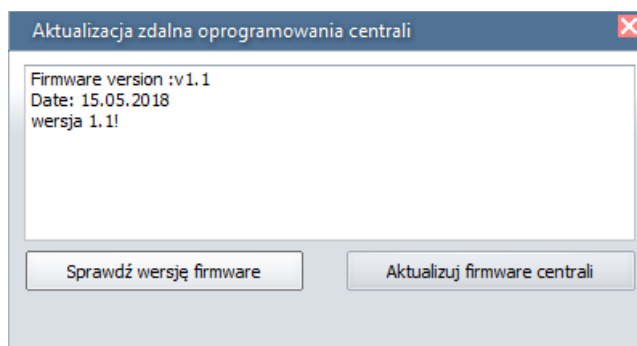 Aktualizacja zdalna oprogramowania centrali
Firmware version :v1.1
Date: 15.05.2018
wersja 1.1!
Sprawdź wersję firmware
Aktualizuj firmware centrali